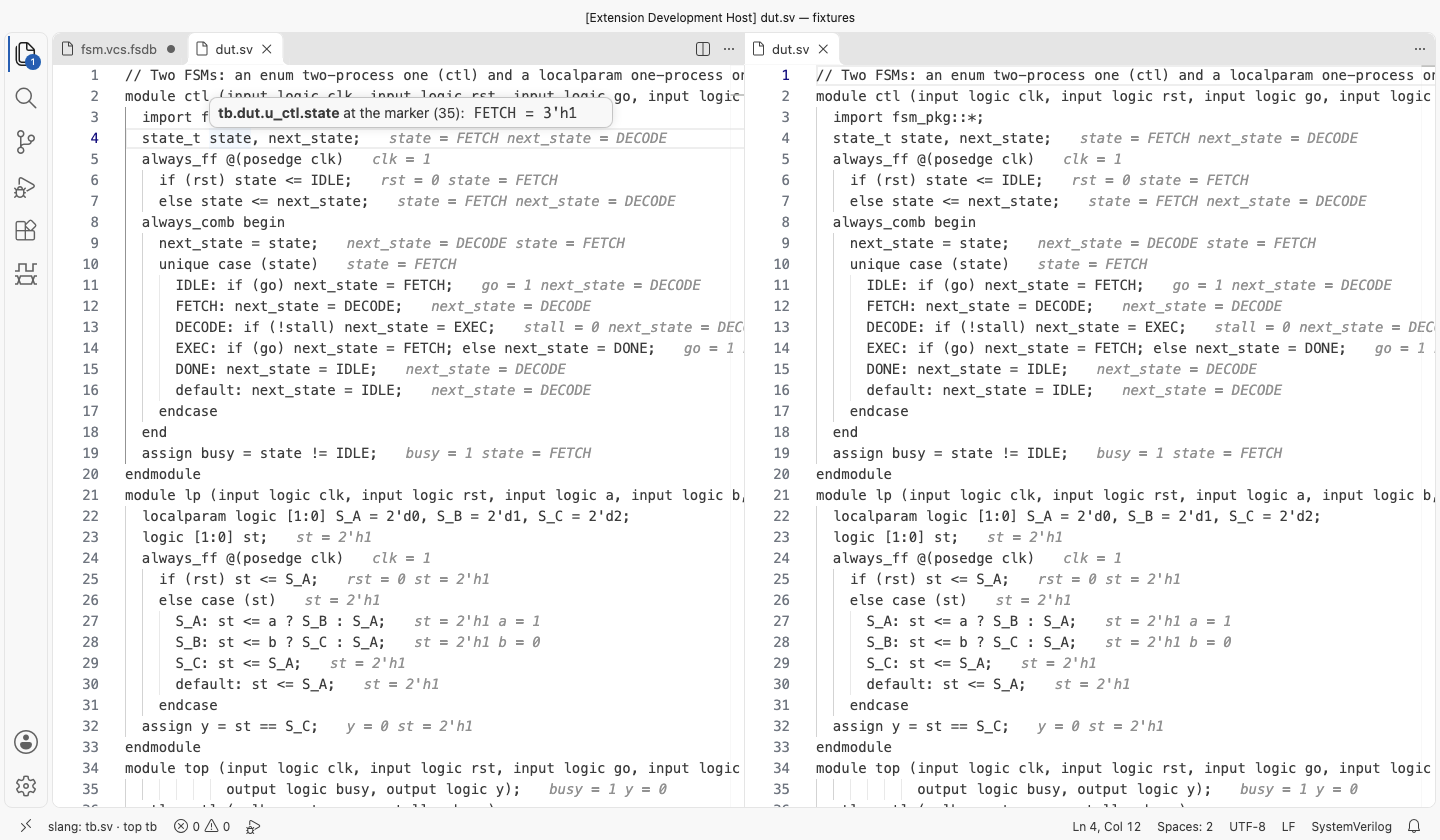 [Extension Development Host] dut.sv — fixtures
fsm.vcs.fsdb
dut.sv
1
1 // Two FSMs: an enum two-process one (ctl) and a localparam one-process
2 module ctl (input logic clk, input logic rst, input logic go, input logic
tb.dut.u_ctl.state at the marker (35): FETCH = 3'h1
3 import
4 state_t state, next_state; state = FETCH next_state = DECODE
5 always_ff @(posedge clk) clk = 1
6 if (rst) state <= IDLE; rst = 0 state = FETCH
7 else state <= next_state; state = FETCH next_state = DECODE
8 always_comb begin
9 next_state = state; next_state = DECODE state = FETCH
10 unique case (state) state = FETCH
11 IDLE: if (go) next_state = FETCH; go = 1 next_state = DECODE
12 FETCH: next_state = DECODE; next_state = DECODE
13 DECODE: if (!stall) next_state = EXEC; stall = 0 next_state =
14 EXEC: if (go) next_state = FETCH; else next_state = DONE; go = 1
15 DONE: next_state = IDLE; next_state = DECODE
16 default: next_state = IDLE; next_state = DECODE
17 endcase
18 end
19 assign busy = state != IDLE; busy = 1 state = FETCH
20 endmodule
21 module lp (input logic clk, input logic rst, input logic a, input logic b,
22 localparam logic [1:0] S_A = 2'd0, S_B = 2'd1, S_C = 2'd2;
23 logic [1:0] st; st = 2'h1
24 always_ff @(posedge clk) clk = 1
25 if (rst) st <= S_A; rst = 0 st = 2'h1
26 else case (st) st = 2'h1
27 S_A: st <= a ? S_B : S_A; st = 2'h1 a = 1
28 S_B: st <= b ? S_C : S_A; st = 2'h1 b = 0
29 S_C: st <= S_A; st = 2'h1
30 default: st <= S_A; st = 2'h1
31 endcase
32 assign y = st == S_C; y = 0 st = 2'h1
33 endmodule
34 module top (input logic clk, input logic rst, input logic go, input logic
35 output logic busy, output logic y); busy = 1 y = 0
dut.sv
1 // Two FSMs: an enum two-process one (ctl) and a localparam one-process
2 module ctl (input logic clk, input logic rst, input logic go, input logic
3 import fsm_pkg::*;
4 state_t state, next_state; state = FETCH next_state = DECODE
5 always_ff @(posedge clk) clk = 1
6 if (rst) state <= IDLE; rst = 0 state = FETCH
7 else state <= next_state; state = FETCH next_state = DECODE
8 always_comb begin
9 next_state = state; next_state = DECODE state = FETCH
10 unique case (state) state = FETCH
11 IDLE: if (go) next_state = FETCH; go = 1 next_state = DECODE
12 FETCH: next_state = DECODE; next_state = DECODE
13 DECODE: if (!stall) next_state = EXEC; stall = 0 next_state =
14 EXEC: if (go) next_state = FETCH; else next_state = DONE; go = 1
15 DONE: next_state = IDLE; next_state = DECODE
16 default: next_state = IDLE; next_state = DECODE
17 endcase
18 end
19 assign busy = state != IDLE; busy = 1 state = FETCH
20 endmodule
21 module lp (input logic clk, input logic rst, input logic a, input logic b,
22 localparam logic [1:0] S_A = 2'd0, S_B = 2'd1, S_C = 2'd2;
23 logic [1:0] st; st = 2'h1
24 always_ff @(posedge clk) clk = 1
25 if (rst) st <= S_A; rst = 0 st = 2'h1
26 else case (st) st = 2'h1
27 S_A: st <= a ? S_B : S_A; st = 2'h1 a = 1
28 S_B: st <= b ? S_C : S_A; st = 2'h1 b = 0
29 S_C: st <= S_A; st = 2'h1
30 default: st <= S_A; st = 2'h1
31 endcase
32 assign y = st == S_C; y = 0 st = 2'h1
33 endmodule
34 module top (input logic clk, input logic rst, input logic go, input logic
35 output logic busy, output logic y); busy = 1 y = 0
slang: tb.sv · top tb 0 0 Ln 4, Col 12 Spaces: 2 UTF-8 LF SystemVerilog